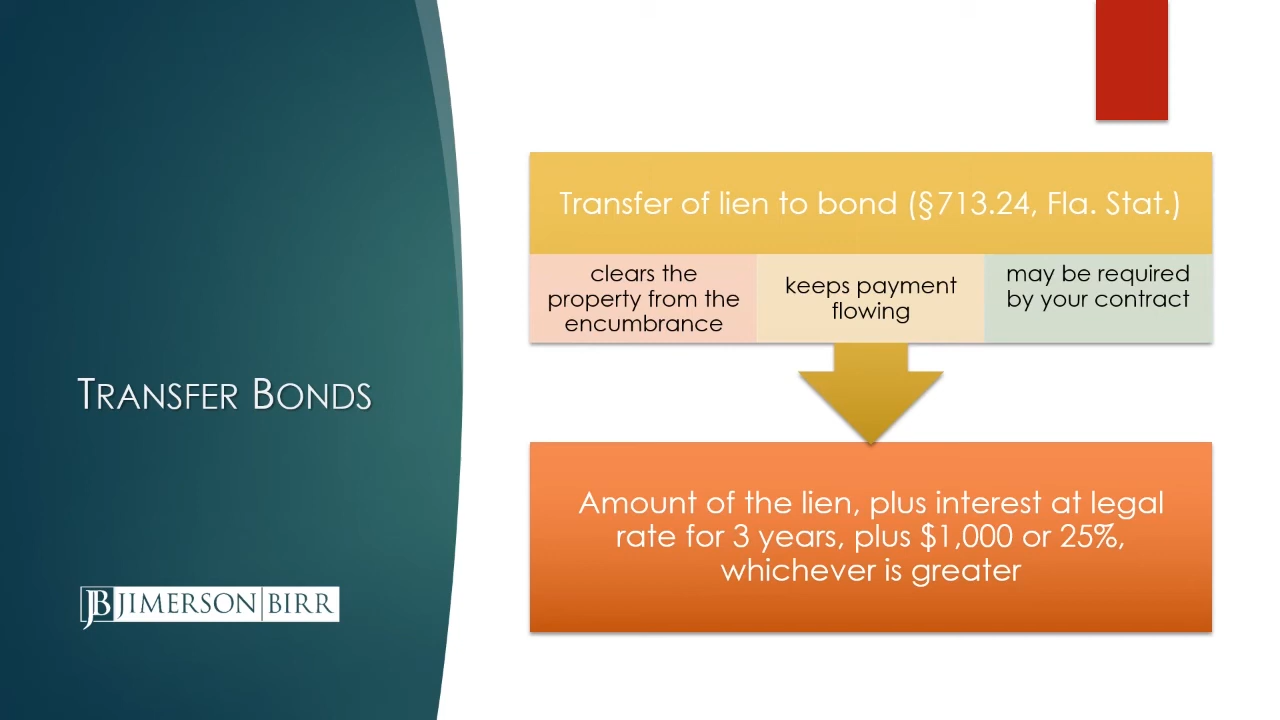 TRANSFER BONDS
JB JIMERSON BIRR
Transfer of lien to bond (§713.24, Fla. Stat.)
clears the
property from the
encumbrance
keeps payment
flowing
may be required
by your contract
Amount of the lien, plus interest at legal
rate for 3 years, plus $1,000 or 25%,
whichever is greater